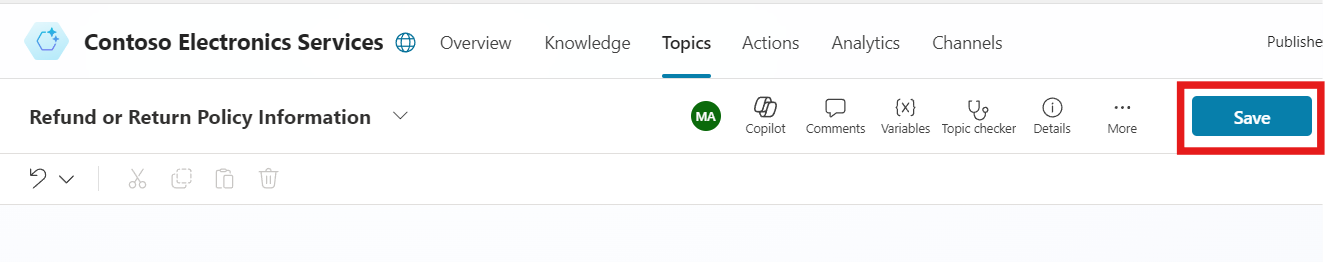 Contoso Electronics Services Overview Knowledge Topics Actions Analytics Channels Publishe
Refund or Return Policy Information MA Copilot Comments {x} Variables Topic checker Details More Save